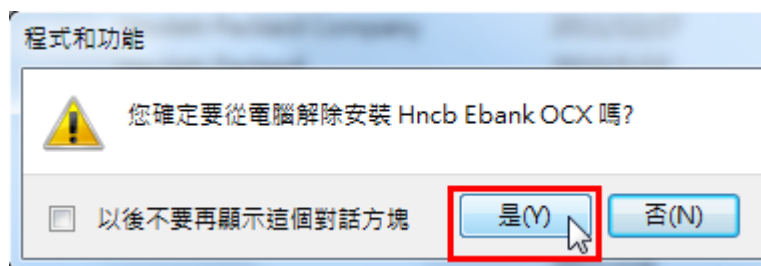 程式和功能
您確定要從電腦解除安裝 Hncb Ebank OCX 嗎?
以後不要再顯示這個對話方塊
是(Y)
否(N)